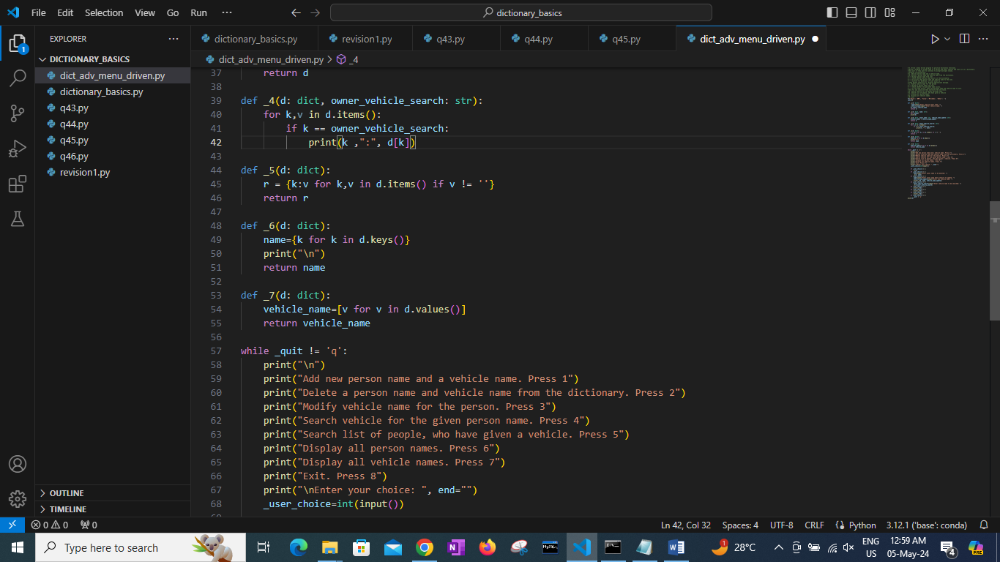 File Edit Selection View Go Run ··· dictionary_basics
EXPLORER ···
DICTIONARY_BASICS
dict_adv_menu_driven.py
dictionary_basics.py
q43.py
q44.py
q45.py
q46.py
revision1.py
OUTLINE
TIMELINE
1
dictionary_basics.py revision1.py q43.py q44.py q45.py dict_adv_menu_driven.py
dict_adv_menu_driven.py > _4
37 return d
38
39 def _4(d: dict, owner_vehicle_search: str):
40 for k,v in d.items():
41 if k == owner_vehicle_search:
42 print(k ,":", d[k])
43
44 def _5(d: dict):
45 r = {k:v for k,v in d.items() if v != ''}
46 return r
47
48 def _6(d: dict):
49 name={k for k in d.keys()}
50 print("\n")
51 return name
52
53 def _7(d: dict):
54 vehicle_name=[v for v in d.values()]
55 return vehicle_name
56
57 while _quit != 'q':
58 print("\n")
59 print("Add new person name and a vehicle name. Press 1")
60 print("Delete a person name and vehicle name from the dictionary. Press 2")
61 print("Modify vehicle name for the person. Press 3")
62 print("Search vehicle for the given person name. Press 4")
63 print("Search list of people, who have given a vehicle. Press 5")
64 print("Display all person names. Press 6")
65 print("Display all vehicle names. Press 7")
66 print("Exit. Press 8")
67 print("\nEnter your choice: ", end="")
68 _user_choice=int(input())
0 0 0 Ln 42, Col 32 Spaces: 4 UTF-8 CRLF Python 3.12.1 ('base': conda)
Type here to search 28°C ENG US 12:59 AM 05-May-24 4